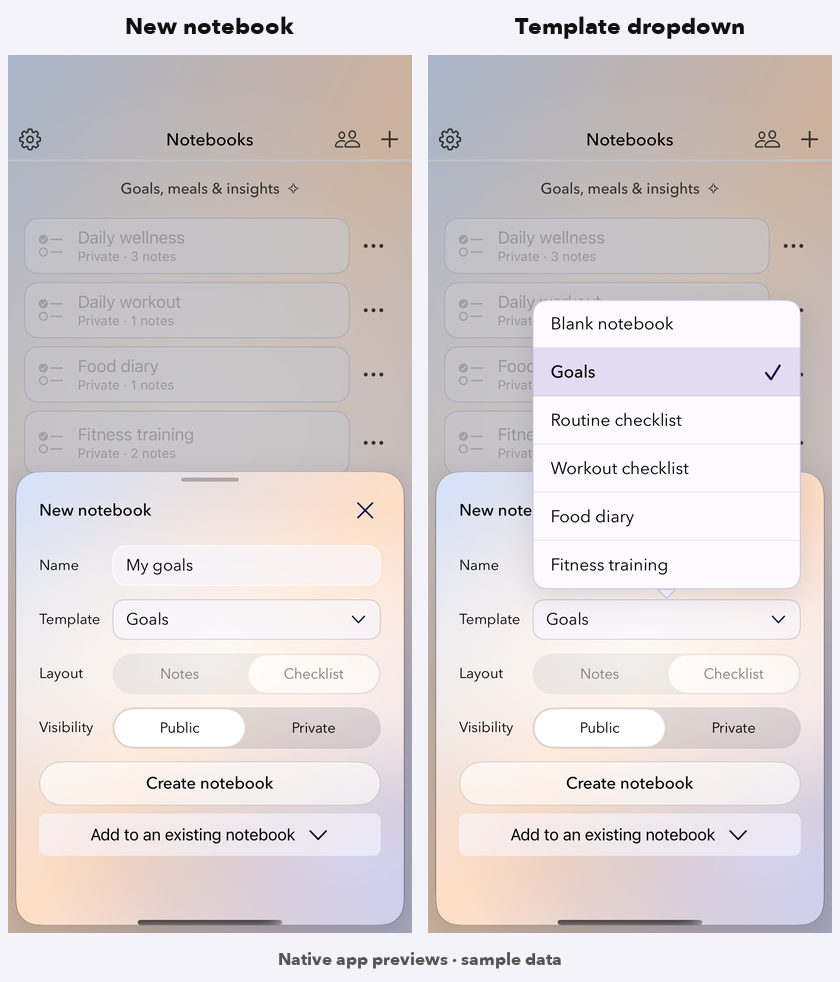 New notebook
Notebooks
Goals, meals & insights
Daily wellness
Private · 3 notes
Daily workout
Private · 1 notes
Food diary
Private · 1 notes
Fitness training
Private · 2 notes
New notebook
Name
My goals
Template
Goals
Layout
Notes
Checklist
Visibility
Public
Private
Create notebook
Add to an existing notebook
Template dropdown
Notebooks
Goals, meals & insights
Daily wellness
Private · 3 notes
Blank notebook
Goals
Routine checklist
Workout checklist
Food diary
Fitness training
Name
Template
Goals
Layout
Notes
Checklist
Visibility
Public
Private
Create notebook
Add to an existing notebook
Native app previews · sample data